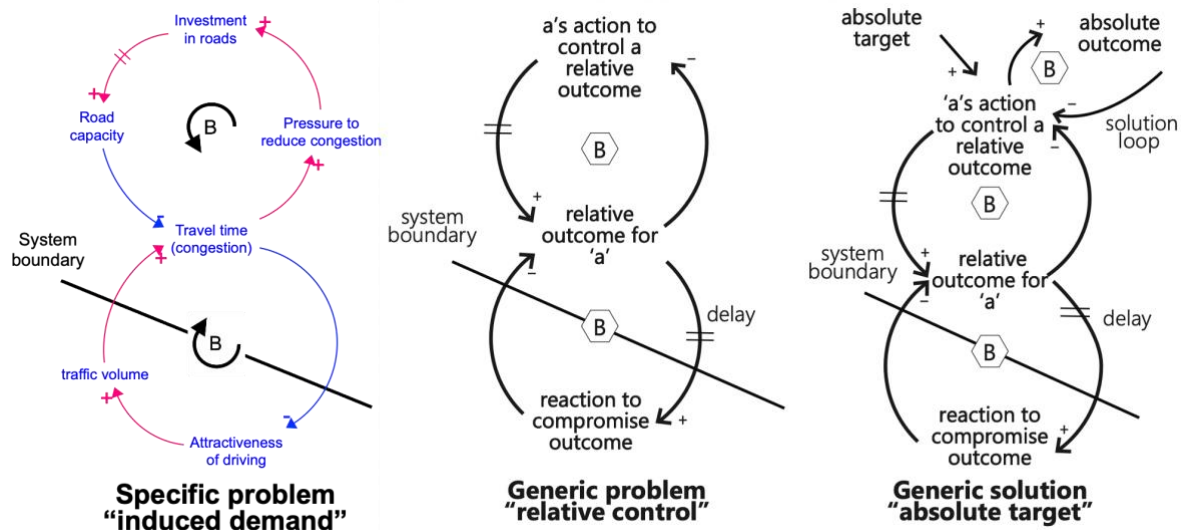 Investment
in roads
+
+
Road
capacity
B
Pressure to
reduce congestion
+
-
Travel time
(congestion)
+
System
boundary
B
traffic volume
+
-
Attractiveness
of driving
Specific problem
“induced demand”
a's action to
control a
relative
outcome
-
B
+
relative
outcome for
'a'
-
system
boundary
B
delay
reaction to
compromise
outcome
+
Generic problem
“relative control”
absolute
target
+
+
absolute
outcome
B
'a's action
to control a
relative
outcome
-
-
solution
loop
B
+
relative
outcome for
'a'
-
system
boundary
B
delay
reaction to
compromise
outcome
+
Generic solution
“absolute target”